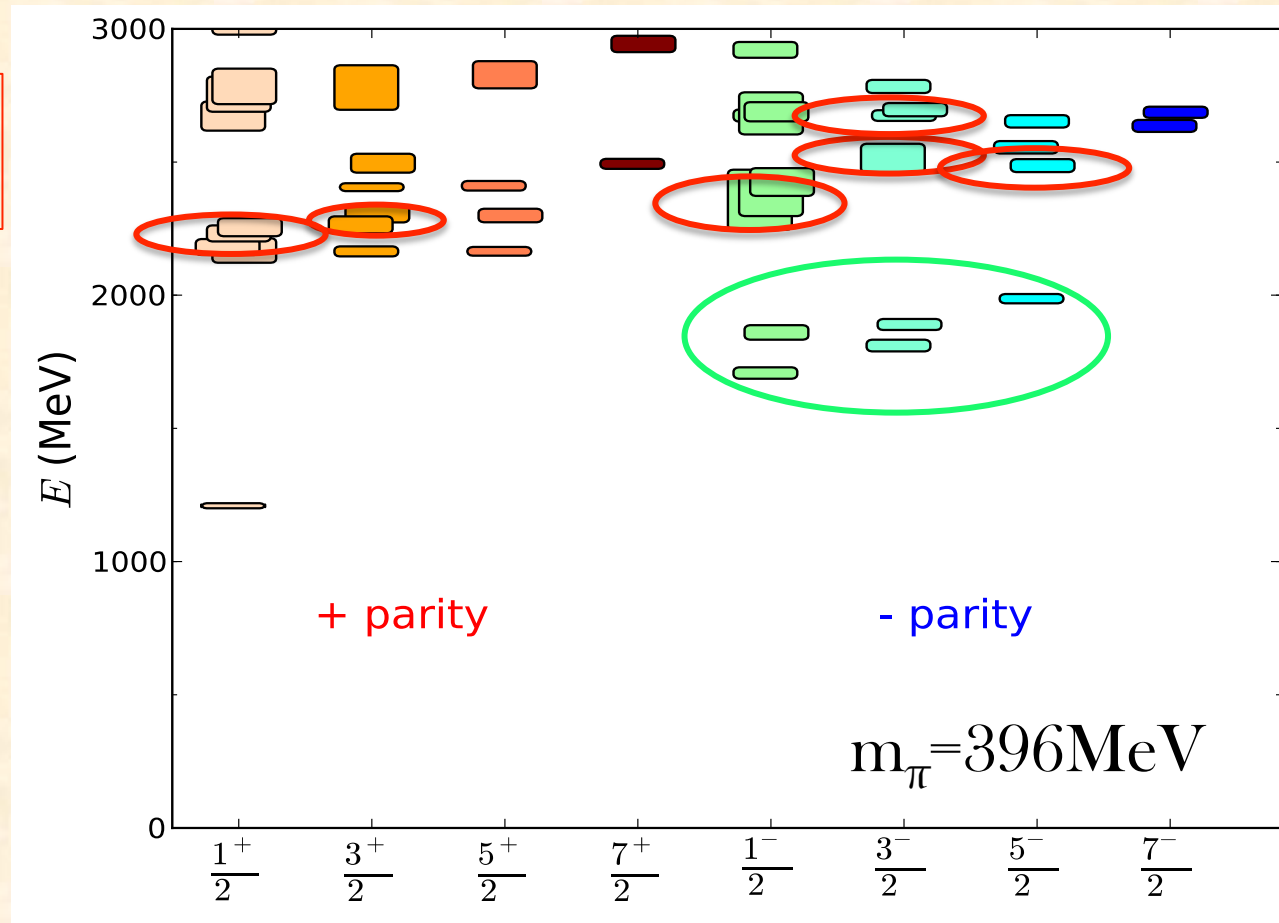 3000
2000
1000
0
E (MeV)
+ parity
- parity
m_π=396MeV
1⁺/2 3⁺/2 5⁺/2 7⁺/2 1⁻/2 3⁻/2 5⁻/2 7⁻/2